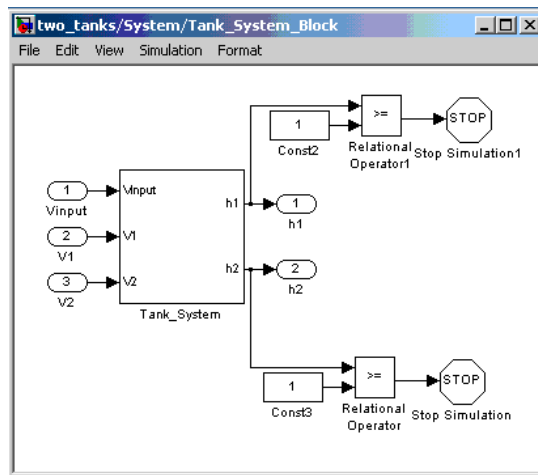 two_tanks/System/Tank_System_Block
File Edit View Simulation Format
1
Const2
>=
Relational
Operator1
STOP
Stop Simulation1
1
Vinput
2
V1
3
V2
Vinput
V1
V2
h1
h2
Tank_System
1
h1
2
h2
1
Const3
>=
Relational
Operator
STOP
Stop Simulation